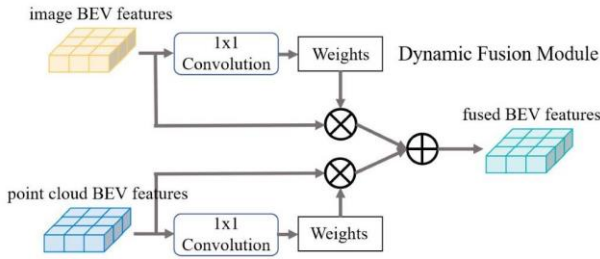 image BEV features
1x1
Convolution
Weights
Dynamic Fusion Module
fused BEV features
point cloud BEV features
1x1
Convolution
Weights